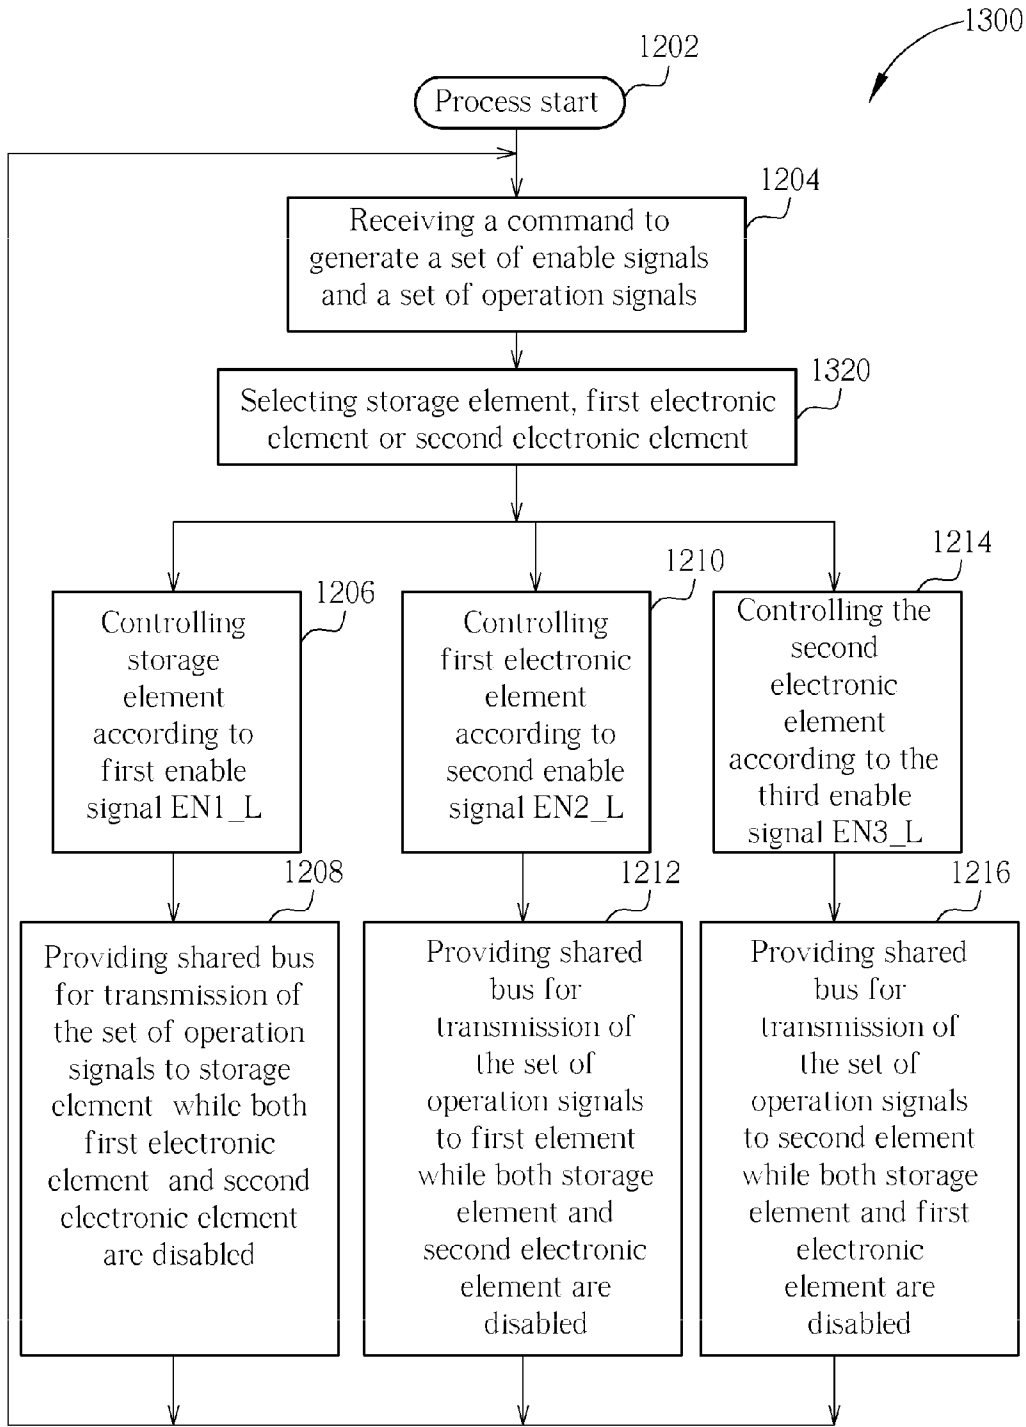 1300
1202
Process start
1204
Receiving a command to
generate a set of enable signals
and a set of operation signals
1320
Selecting storage element, first electronic
element or second electronic element
1206
Controlling
storage
element
according to
first enable
signal EN1_L
1210
Controlling
first electronic
element
according to
second enable
signal EN2_L
1214
Controlling the
second
electronic
element
according to the
third enable
signal EN3_L
1208
Providing shared bus
for transmission of
the set of operation
signals to storage
element while both
first electronic
element and second
electronic element
are disabled
1212
Providing shared
bus for
transmission of
the set of
operation signals
to first element
while both storage
element and
second electronic
element are
disabled
1216
Providing shared
bus for
transmission of
the set of
operation signals
to second element
while both storage
element and first
electronic
element are
disabled